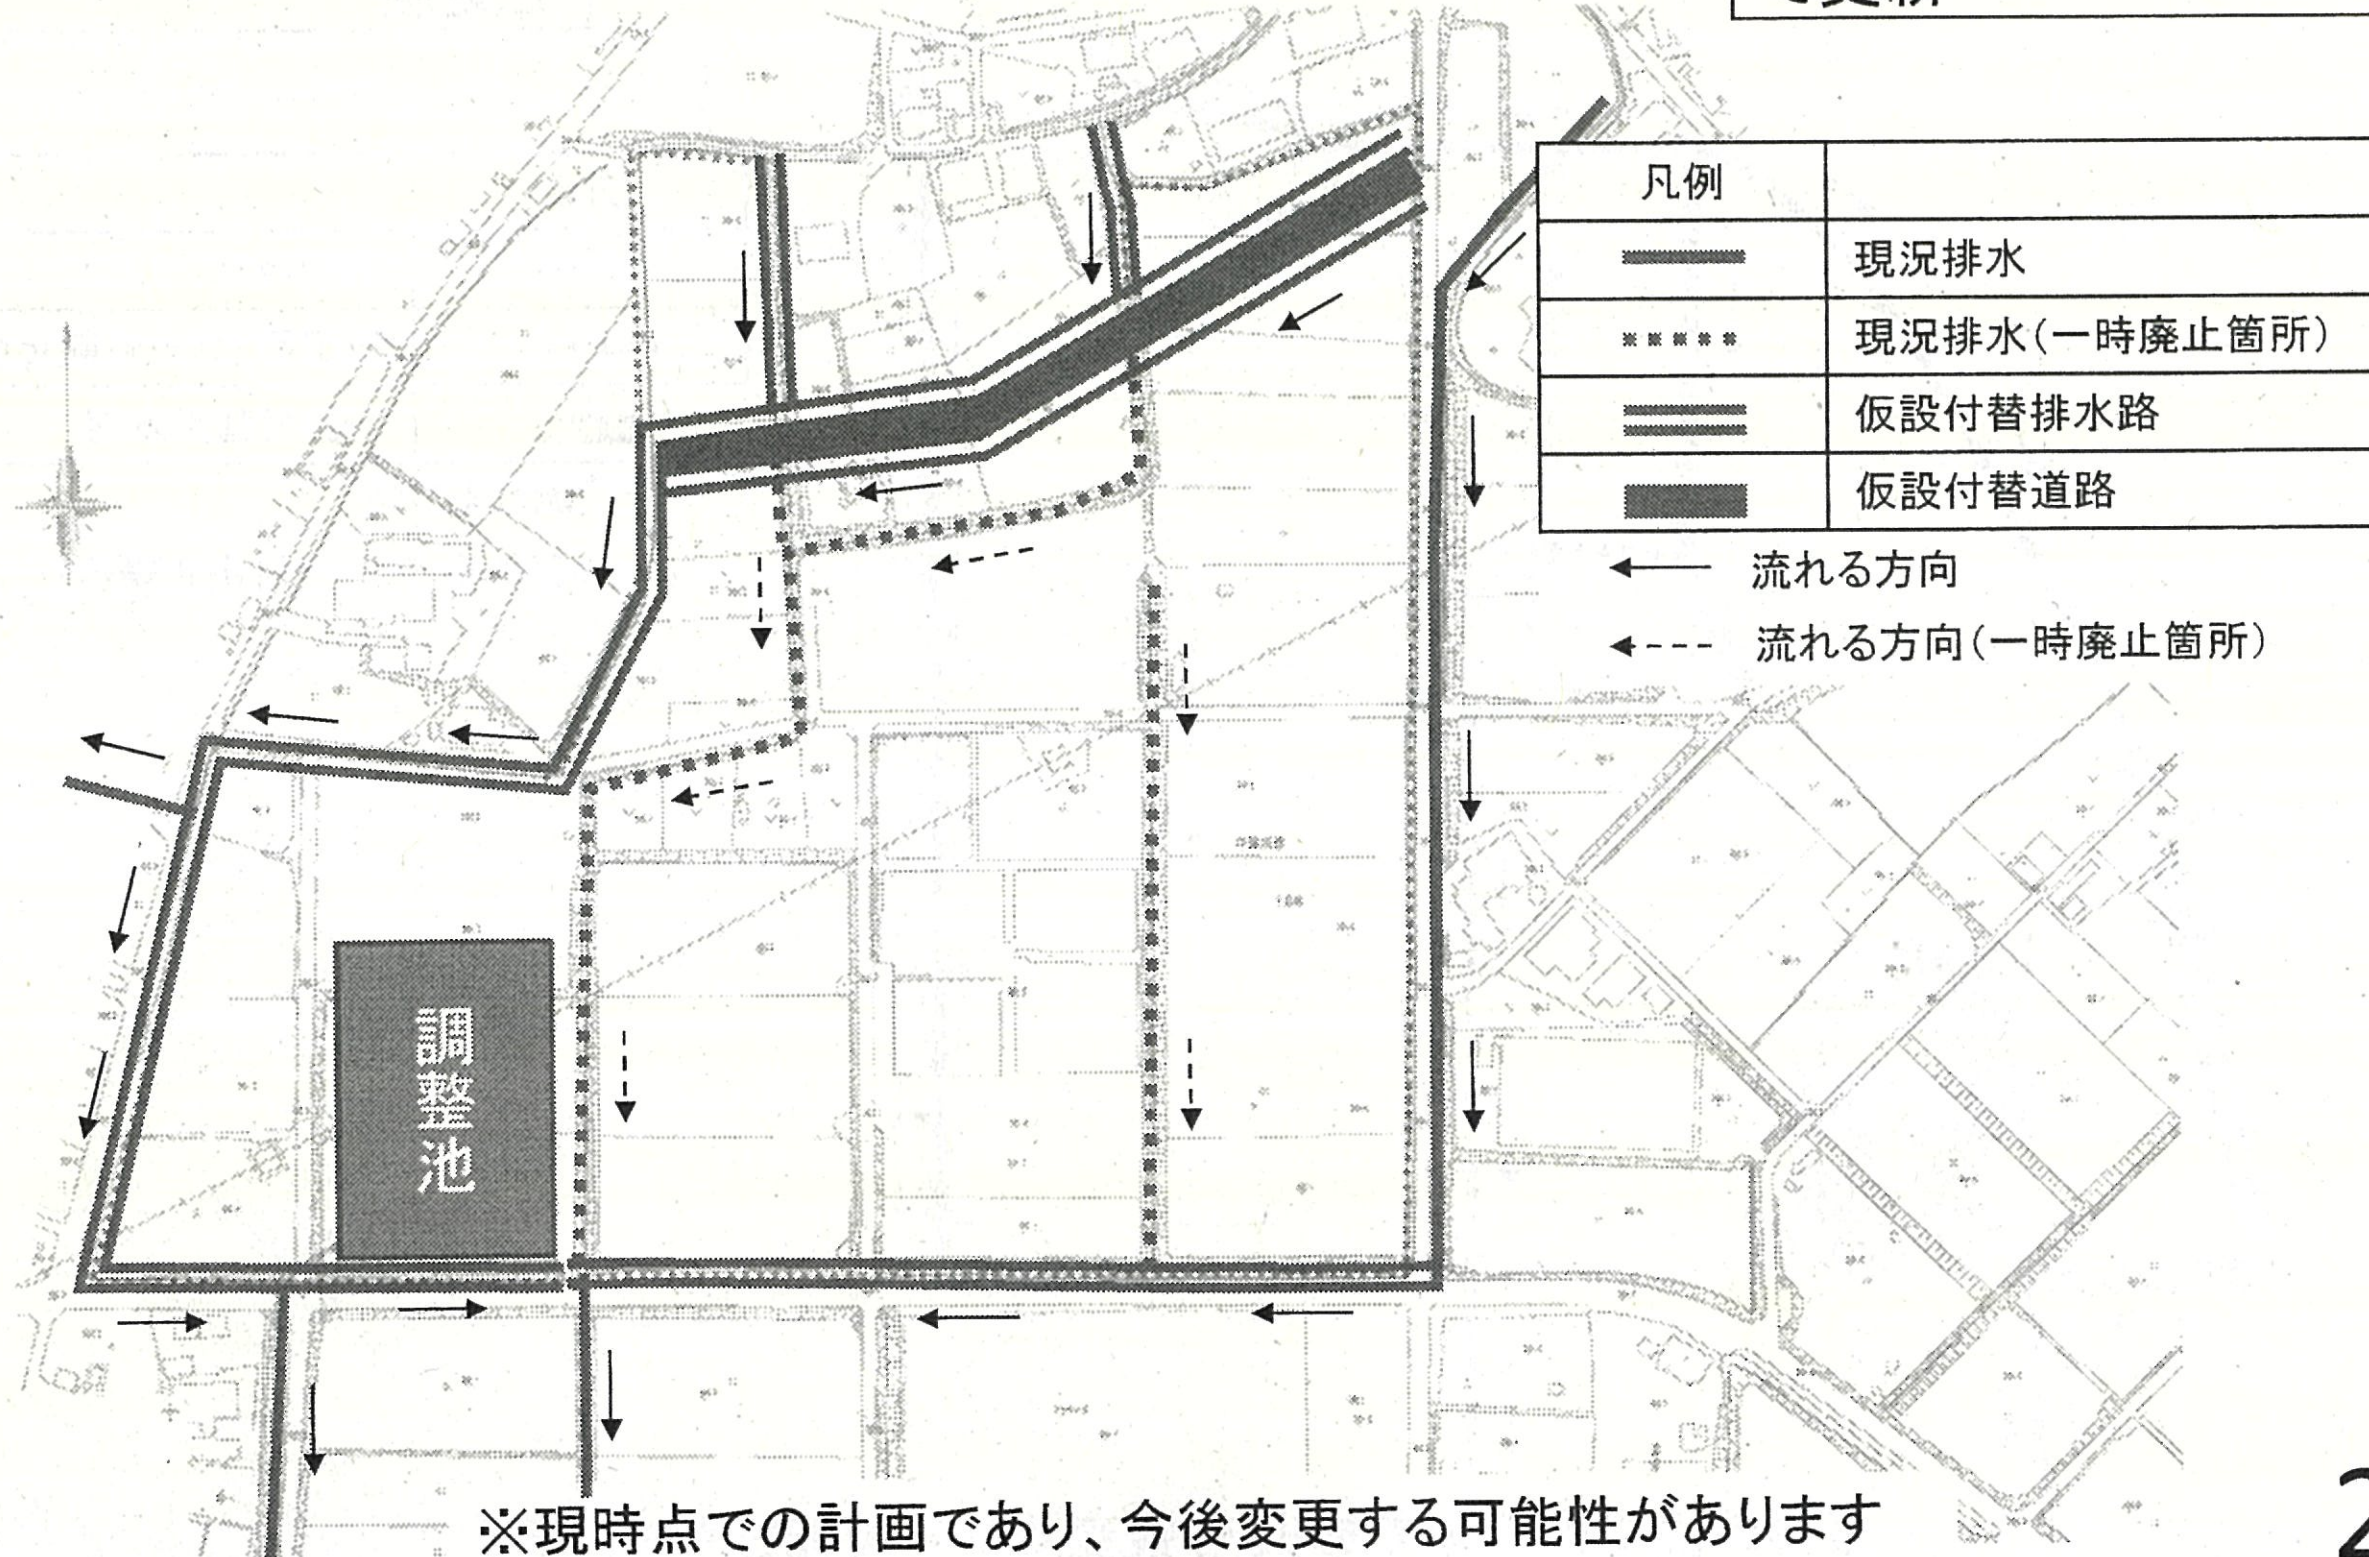 凡例
現況排水
現況排水(一時廃止箇所)
仮設付替排水路
仮設付替道路
流れる方向
流れる方向(一時廃止箇所)
調整池
※現時点での計画であり、今後変更する可能性があります
2